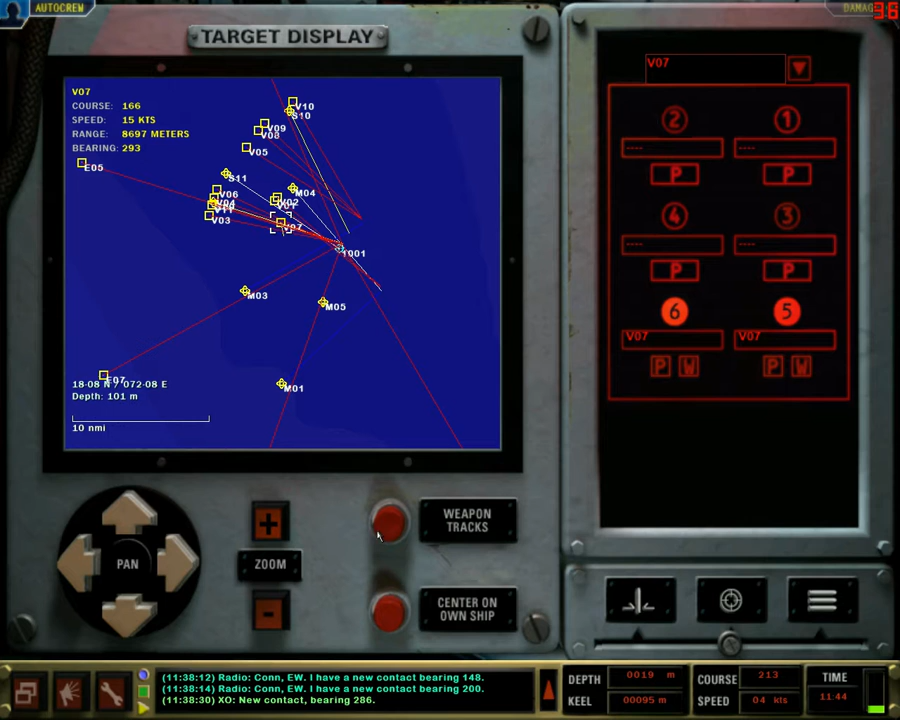 AUTOCREW
DAMAG
36
TARGET DISPLAY
V07
COURSE: 166
SPEED: 15 KTS
RANGE: 8697 METERS
BEARING: 293
V10
S10
V09
V08
V05
E05
S11
M04
V06
V02
V04
V11
V03
V07
T001
M03
M05
E07
M01
18-08 N / 072-08 E
Depth: 101 m
10 nmi
V07
2 1
---- ----
P P
4 3
---- ----
P P
6 5
V07 V07
P W P W
PAN
+
ZOOM
-
WEAPON TRACKS
CENTER ON OWN SHIP
(11:38:12) Radio: Conn, EW. I have a new contact bearing 148.
(11:38:14) Radio: Conn, EW. I have a new contact bearing 200.
(11:38:30) XO: New contact, bearing 286.
DEPTH 0019 m
KEEL 00095 m
COURSE 213
SPEED 04 kts
TIME
11:44